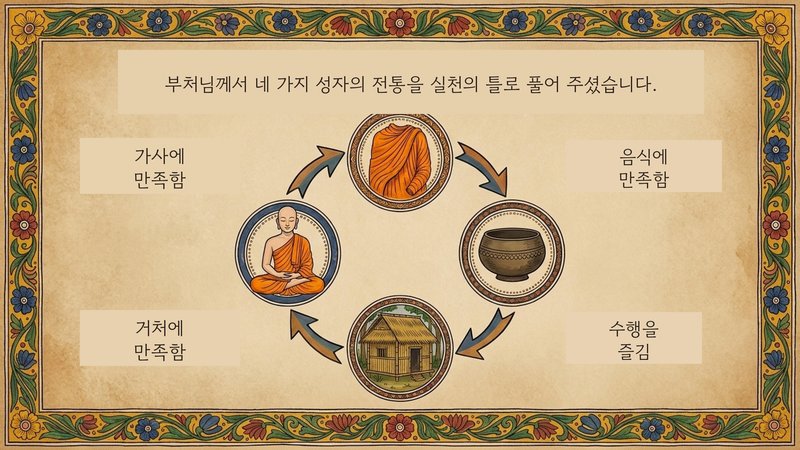 부처님께서 네 가지 성자의 전통을 실천의 틀로 풀어 주셨습니다.
가사에
만족함
음식에
만족함
거처에
만족함
수행을
즐김